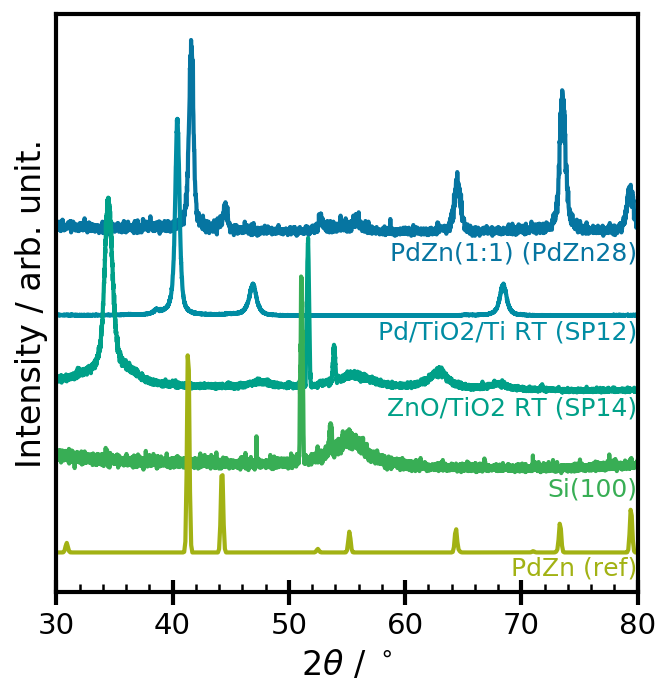 Intensity / arb. unit.
PdZn(1:1) (PdZn28)
Pd/TiO2/Ti RT (SP12)
ZnO/TiO2 RT (SP14)
Si(100)
PdZn (ref)
30 40 50 60 70 80
2θ / °